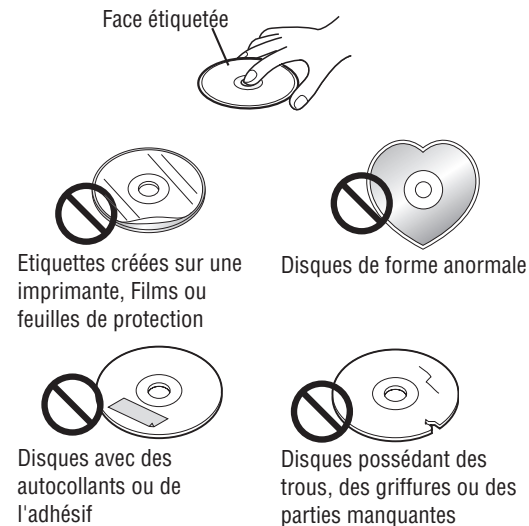 Face étiquetée
Etiquettes créées sur une
imprimante, Films ou
feuilles de protection
Disques de forme anormale
Disques avec des
autocollants ou de
l'adhésif
Disques possédant des
trous, des griffures ou des
parties manquantes